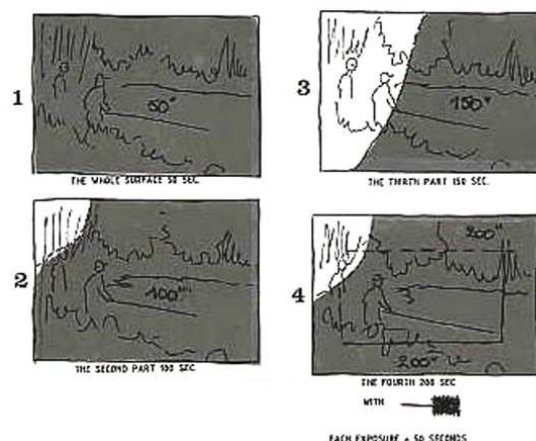 1
50"
THE WHOLE SURFACE 50 SEC.
2
100"
THE SECOND PART 100 SEC.
3
150"
THE THIRTH PART 150 SEC.
4
200"
200"
THE FOURTH 200 SEC
WITH
EACH EXPOSURE + 50 SECONDS